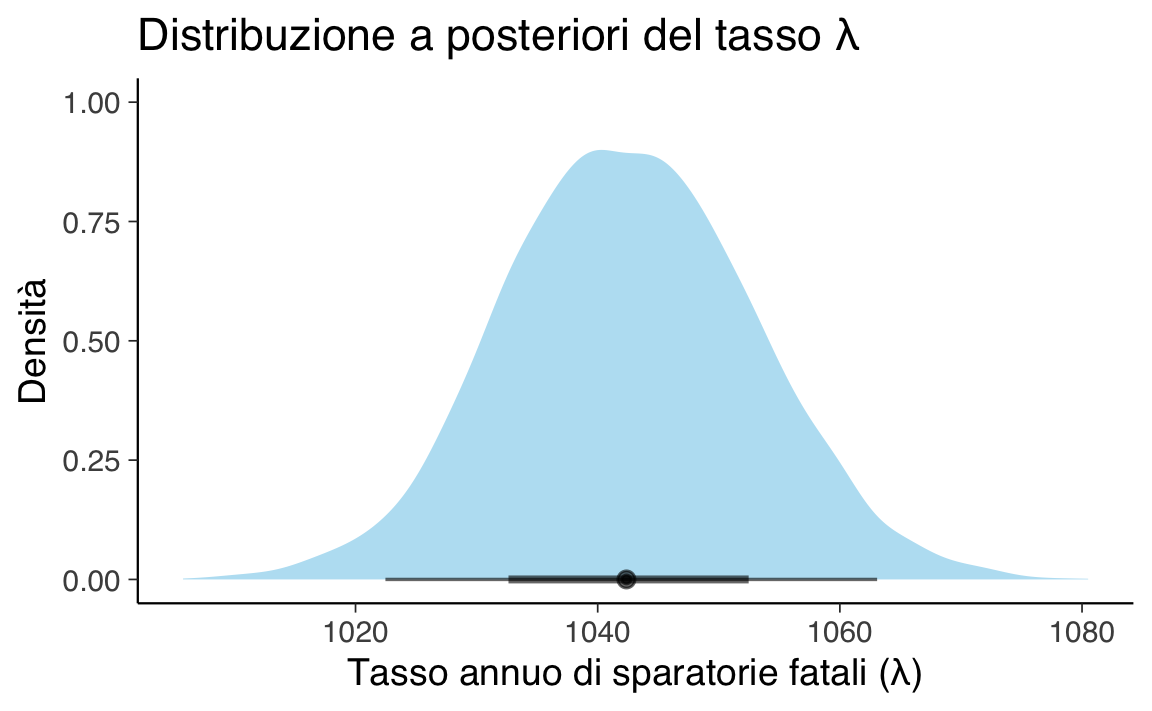 Distribuzione a posteriori del tasso λ
1.00
0.75
0.50
0.25
0.00
Densità
1020 1040 1060 1080
Tasso annuo di sparatorie fatali (λ)